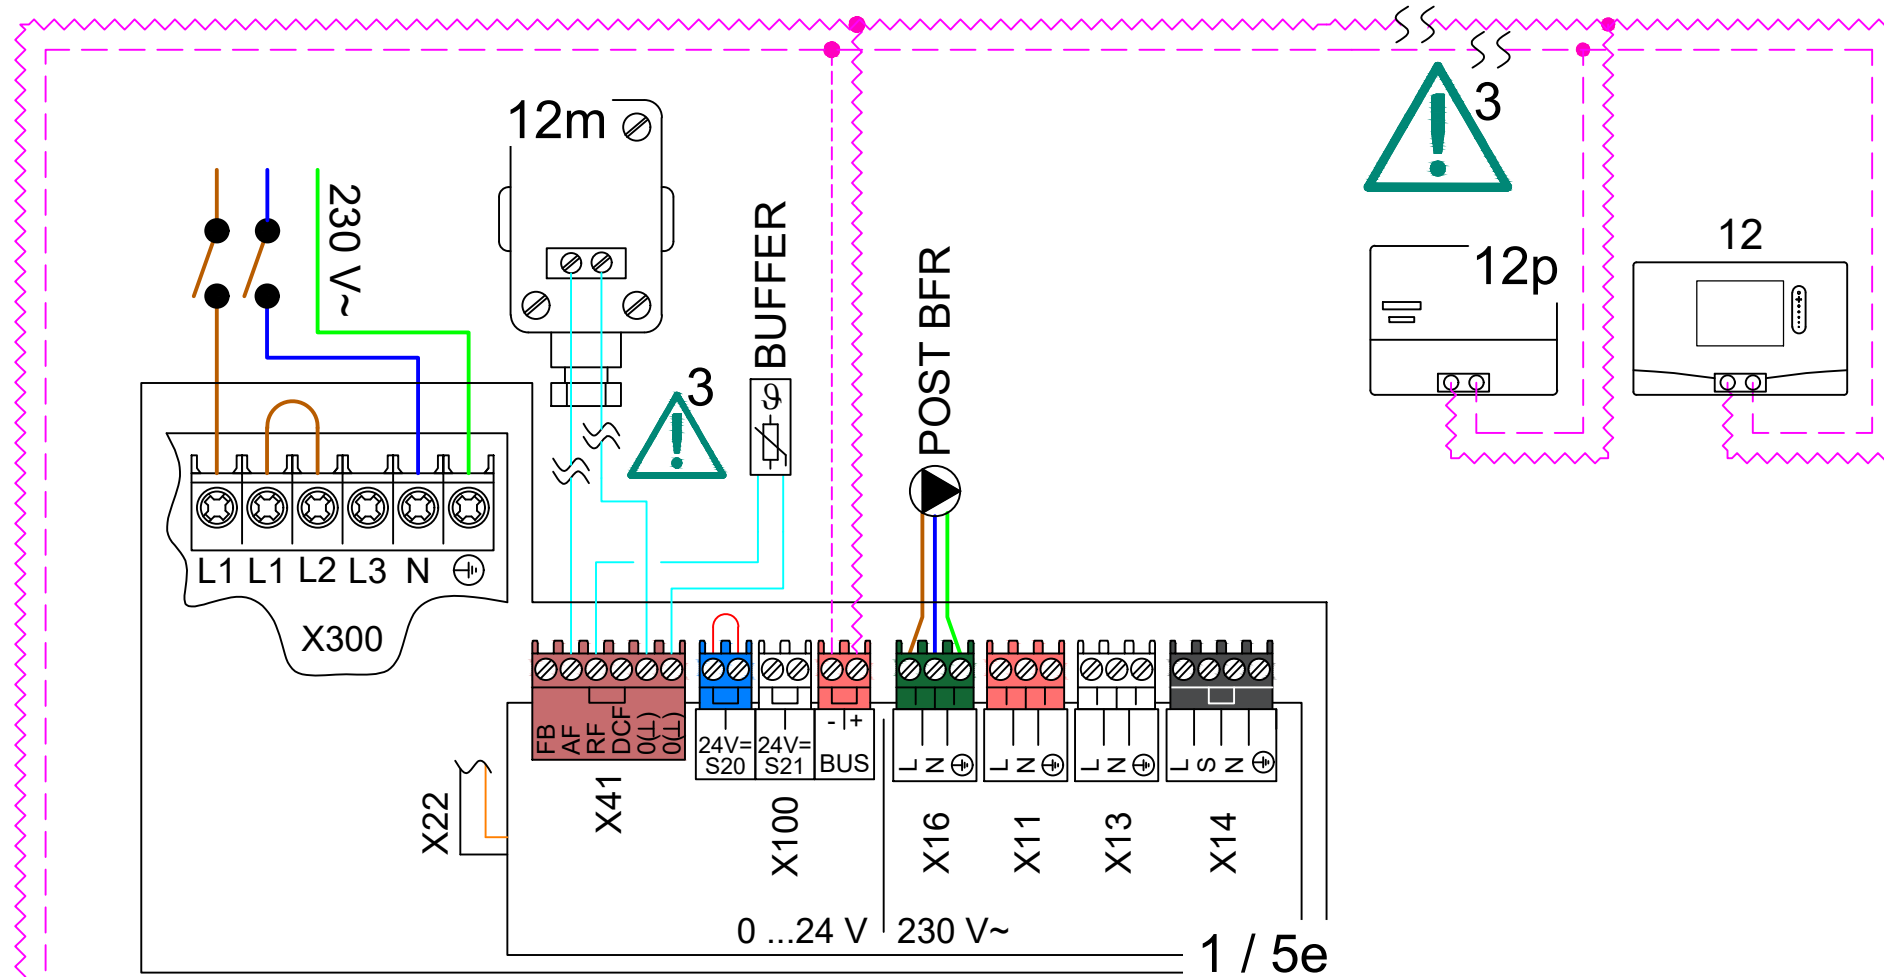 12m
3
12p
12
230 V~
BUFFER
3
POST BFR
L1 L1 L2 L3 N
X300
FB
AF
RF
DCF
0(⊥)
0(⊥)
24V=
S20
24V=
S21
- +
BUS
L N
L N
L N
L S N
X22
X41
X100
X16
X11
X13
X14
0 ...24 V
230 V~
1 / 5e